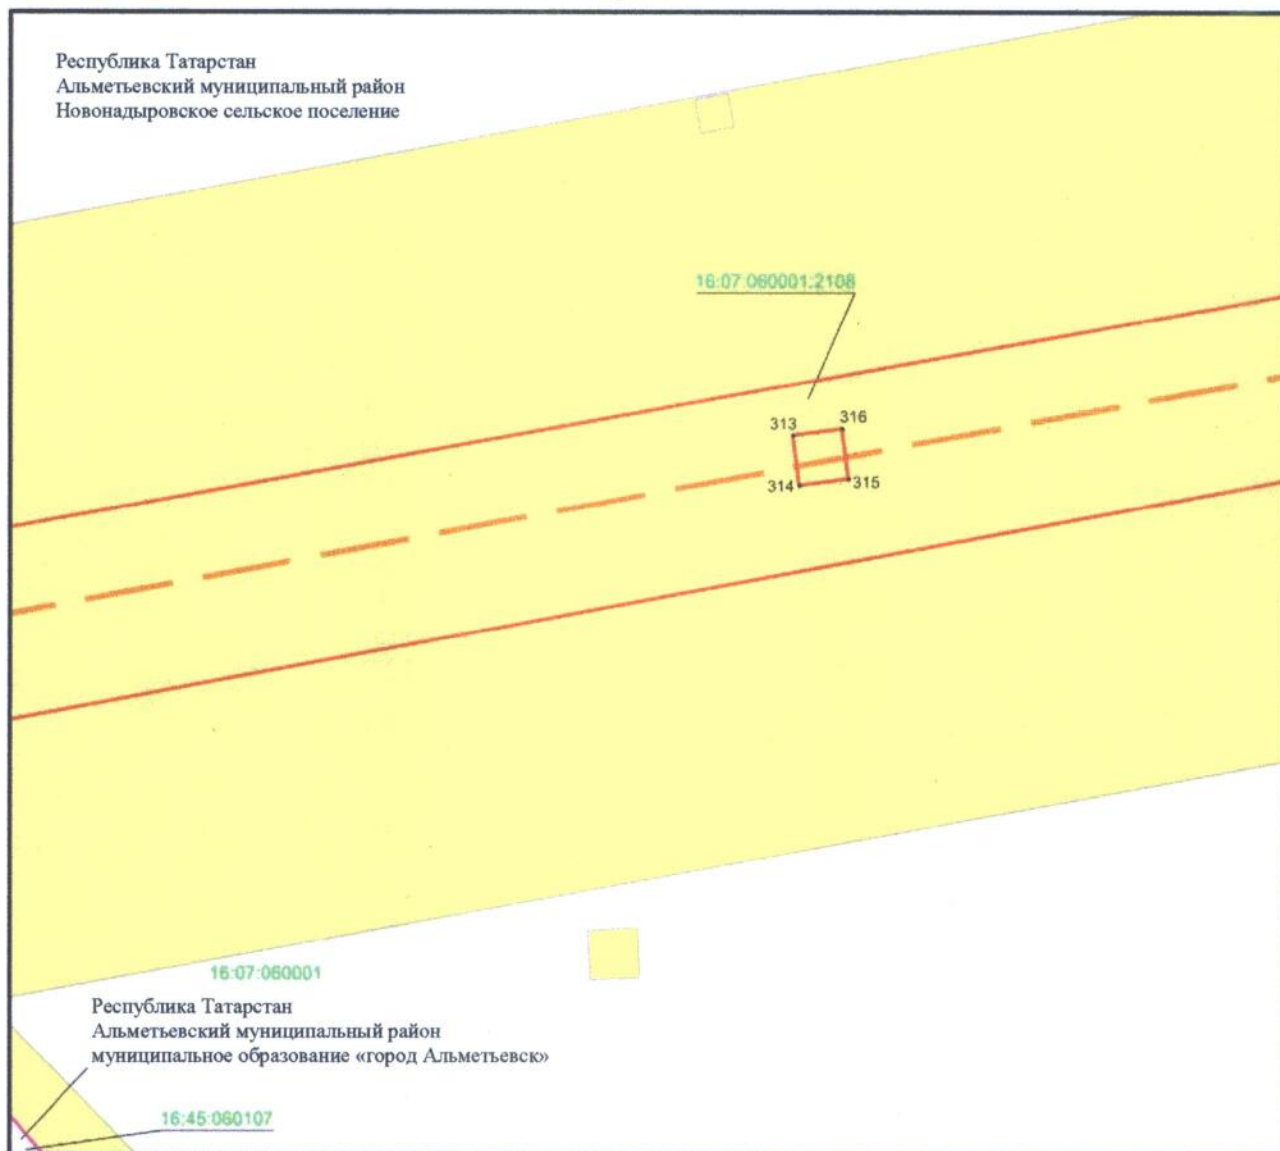 Республика Татарстан
Альметьевский муниципальный район
Новонадыровское сельское поселение
16:07:060001:2108
313
316
314
315
16:07:060001
Республика Татарстан
Альметьевский муниципальный район
муниципальное образование «город Альметьевск»
16:45:060107